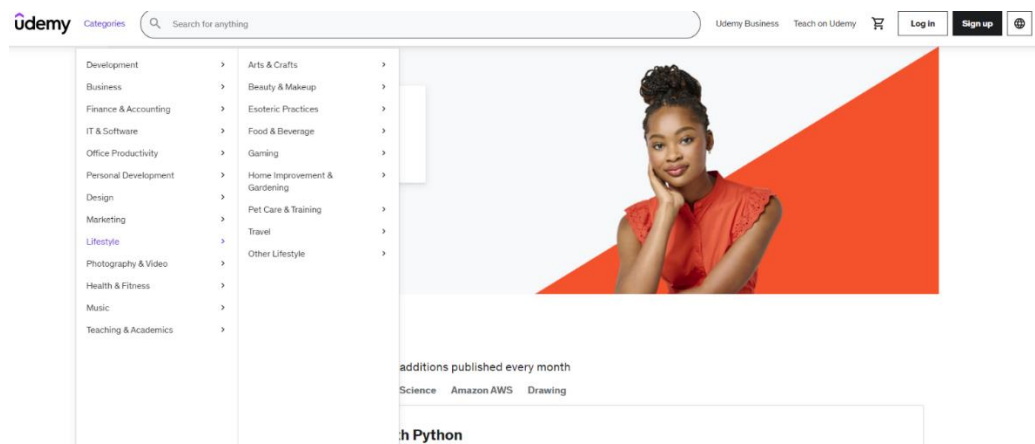 ûdemy Categories Search for anything Udemy Business Teach on Udemy Log in Sign up
Development
Business
Finance & Accounting
IT & Software
Office Productivity
Personal Development
Design
Marketing
Lifestyle
Photography & Video
Health & Fitness
Music
Teaching & Academics
Arts & Crafts
Beauty & Makeup
Esoteric Practices
Food & Beverage
Gaming
Home Improvement &
Gardening
Pet Care & Training
Travel
Other Lifestyle
additions published every month
Science Amazon AWS Drawing
h Python